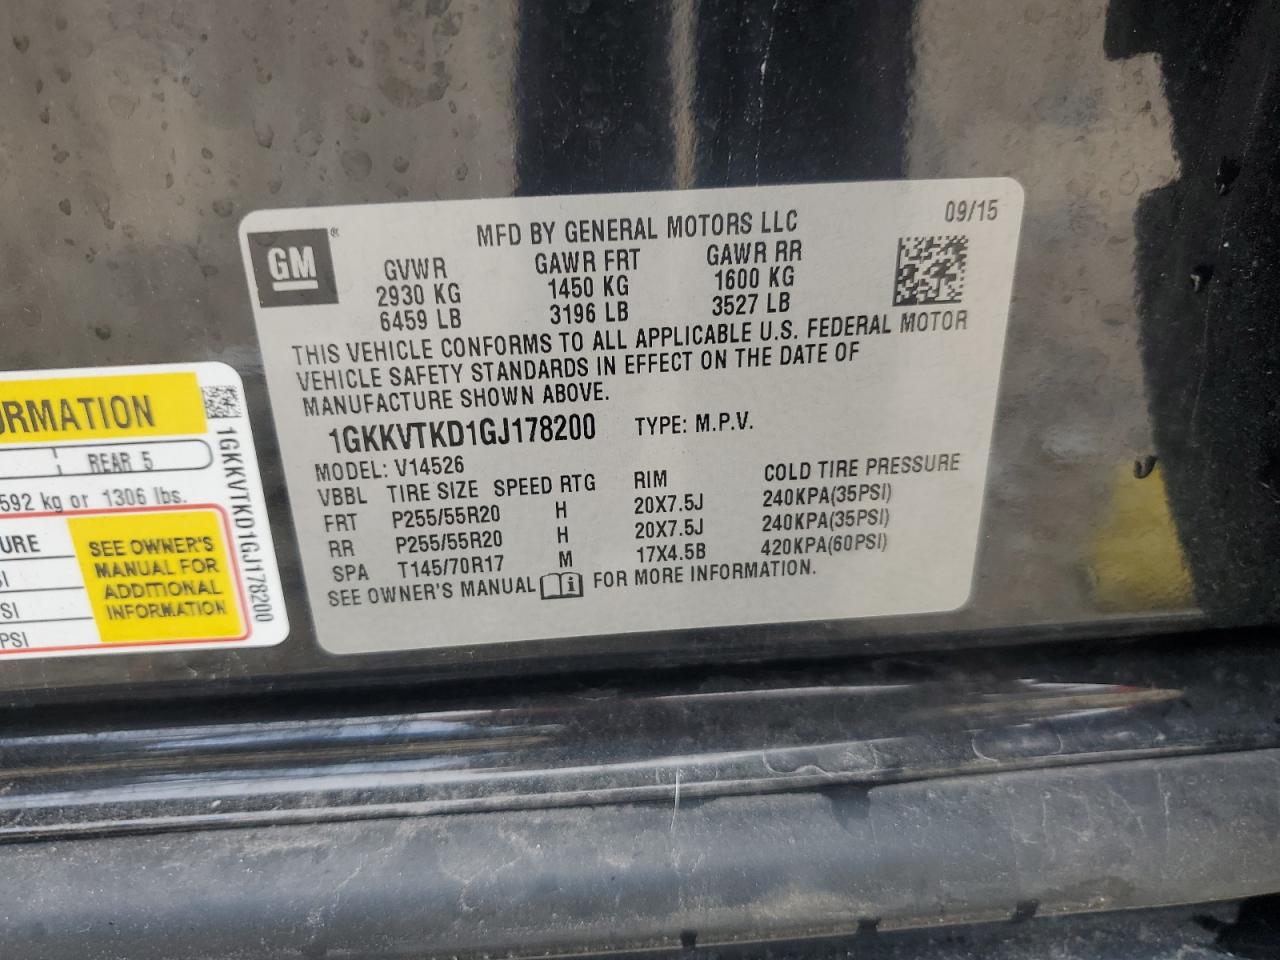 GM
®
MFD BY GENERAL MOTORS LLC
09/15
GVWR GAWR FRT GAWR RR
2930 KG 1450 KG 1600 KG
6459 LB 3196 LB 3527 LB
THIS VEHICLE CONFORMS TO ALL APPLICABLE U.S. FEDERAL MOTOR
VEHICLE SAFETY STANDARDS IN EFFECT ON THE DATE OF
MANUFACTURE SHOWN ABOVE.
1GKKVTKD1GJ178200 TYPE: M.P.V.
MODEL: V14526
VBBL TIRE SIZE SPEED RTG RIM COLD TIRE PRESSURE
FRT P255/55R20 H 20X7.5J 240KPA(35PSI)
RR P255/55R20 H 20X7.5J 240KPA(35PSI)
SPA T145/70R17 M 17X4.5B 420KPA(60PSI)
SEE OWNER'S MANUAL i FOR MORE INFORMATION.
ORMATION
REAR 5
592 kg or 1306 lbs.
URE
SI
SI
PSI
SEE OWNER'S
MANUAL FOR
ADDITIONAL
INFORMATION
1GKKVTKD1GJ178200